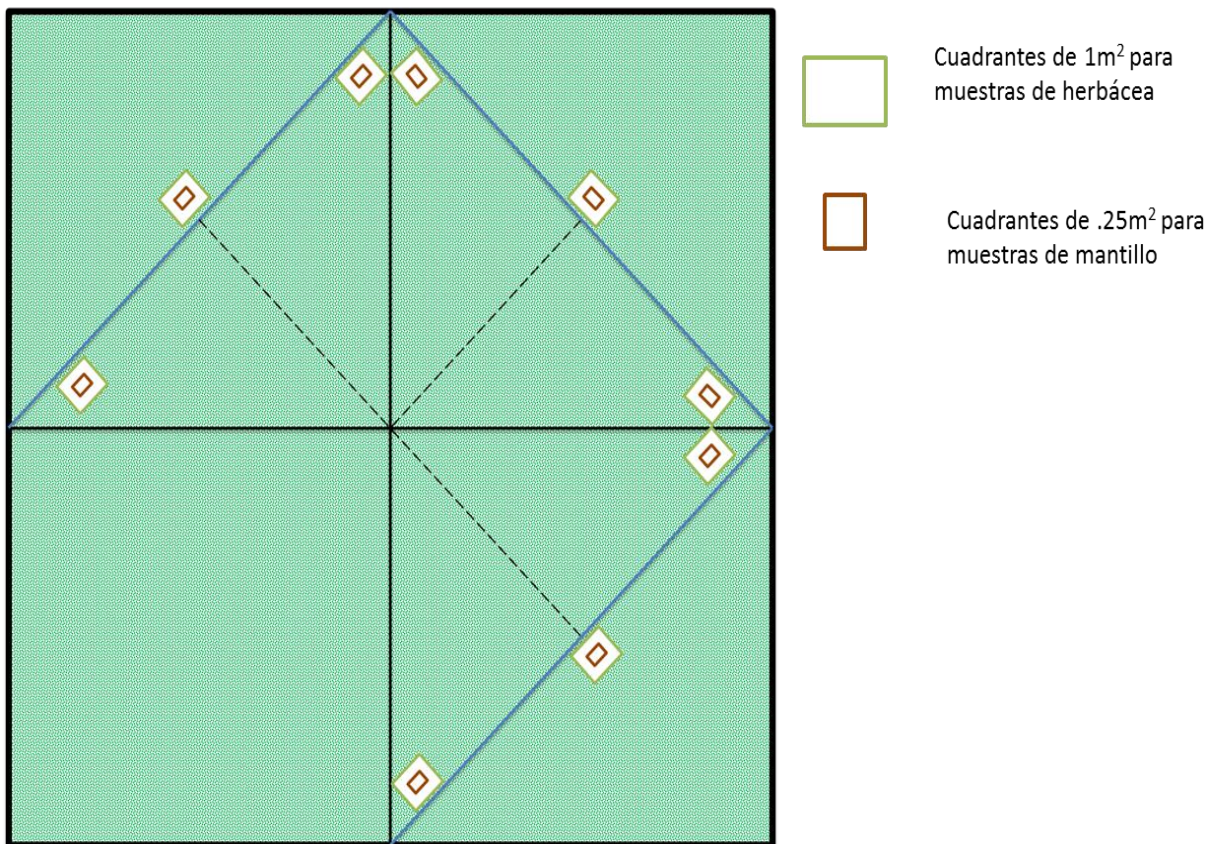 Cuadrantes de 1m² para
muestras de herbácea
Cuadrantes de .25m² para
muestras de mantillo